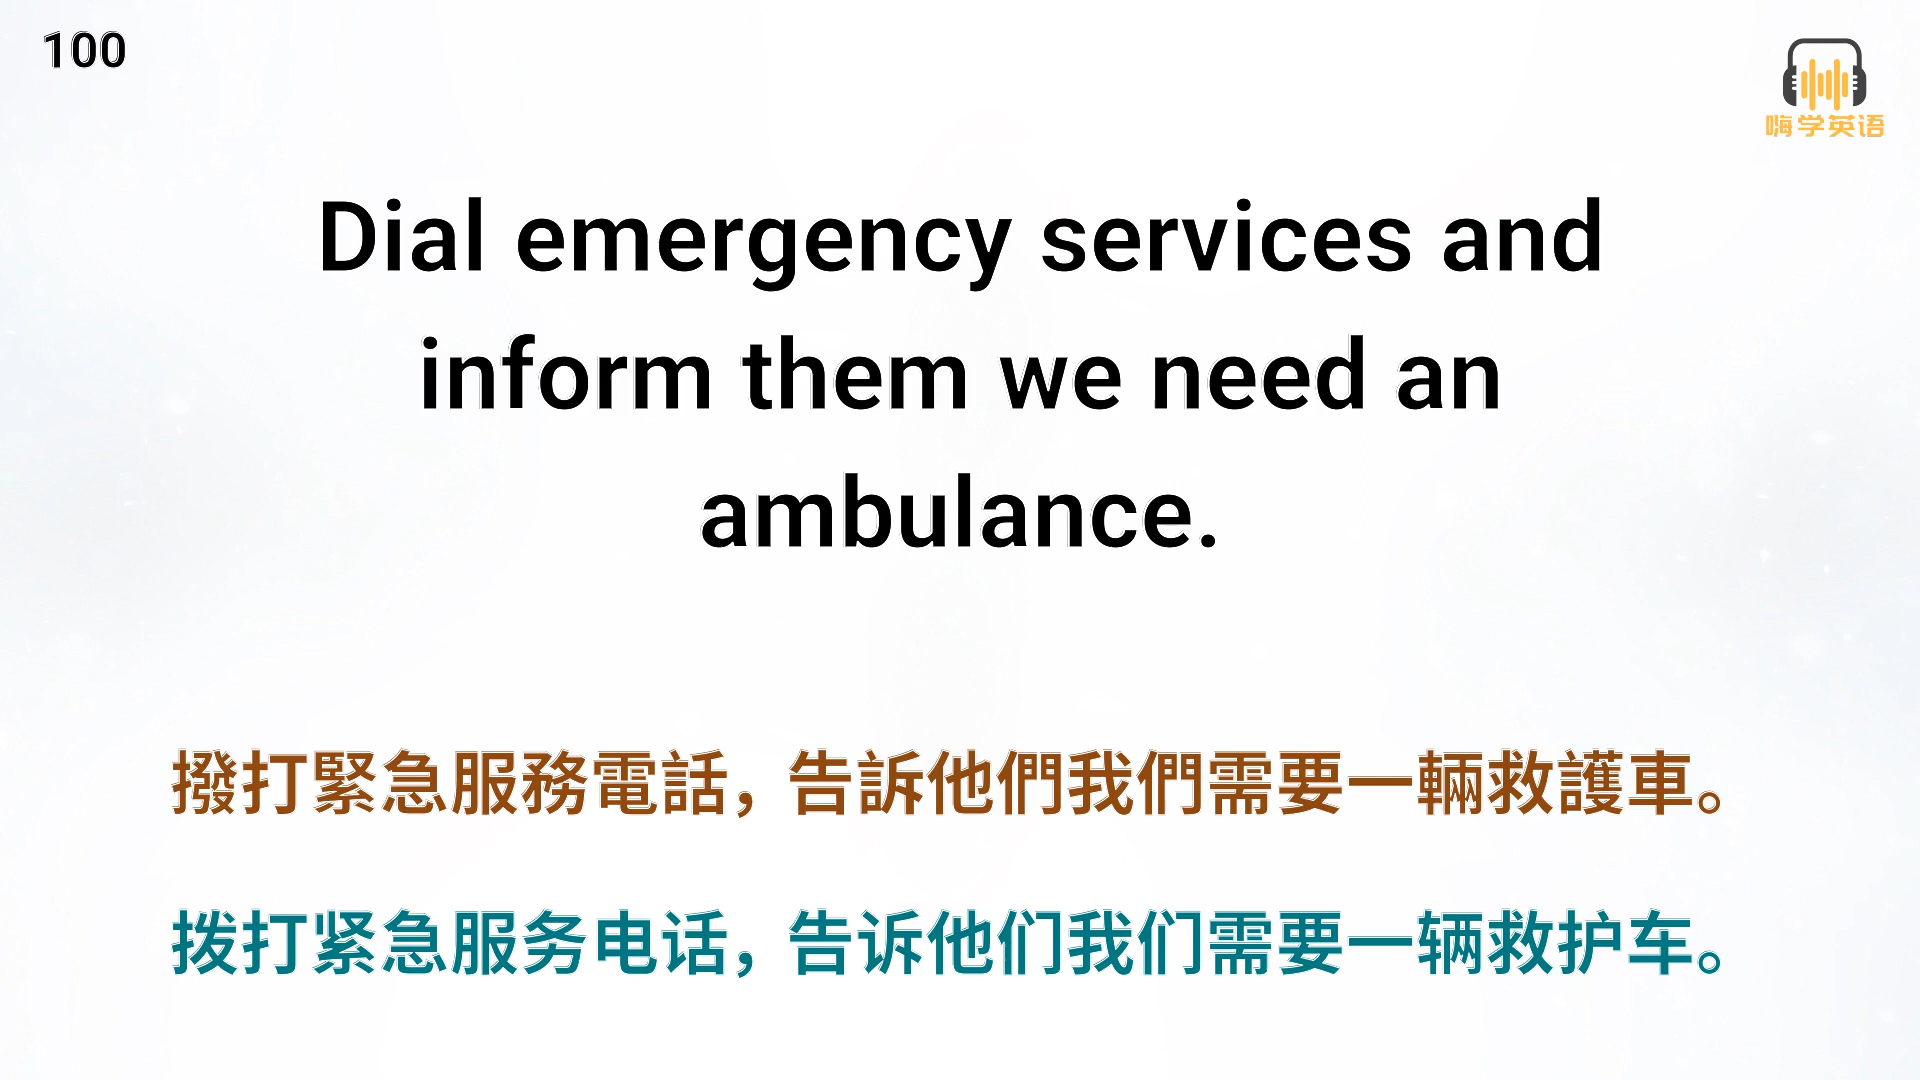 100
嗨学英语
Dial emergency services and
inform them we need an
ambulance.
撥打緊急服務電話，告訴他們我們需要一輛救護車。
拨打紧急服务电话，告诉他们我们需要一辆救护车。